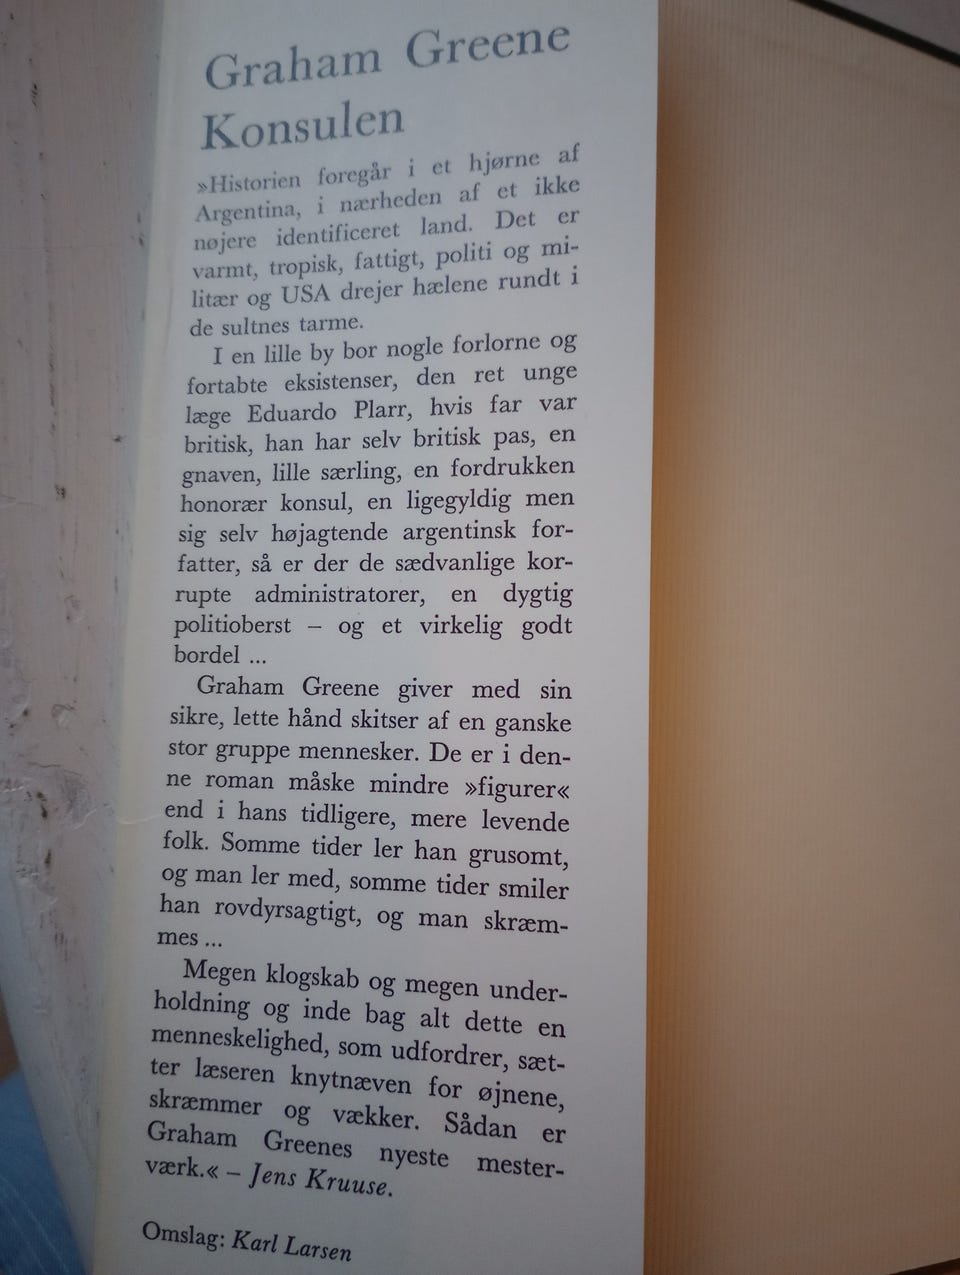 Graham Greene
Konsulen
»Historien foregår i et hjørne af
Argentina, i nærheden af et ikke
nøjere identificeret land. Det er
varmt, tropisk, fattigt, politi og mi-
litær og USA drejer hælene rundt i
de sultnes tarme.
I en lille by bor nogle forlorne og
fortabte eksistenser, den ret unge
læge Eduardo Plarr, hvis far var
britisk, han har selv britisk pas, en
gnaven, lille særling, en fordrukken
honorær konsul, en ligegyldig men
sig selv højagtende argentinsk for-
fatter, så er der de sædvanlige kor-
rupte administratorer, en dygtig
politioberst – og et virkelig godt
bordel ...
Graham Greene giver med sin
sikre, lette hånd skitser af en ganske
stor gruppe mennesker. De er i den-
ne roman måske mindre »figurer«
end i hans tidligere, mere levende
folk. Somme tider ler han grusomt,
og man ler med, somme tider smiler
han rovdyrsagtigt, og man skræm-
mes ...
Megen klogskab og megen under-
holdning og inde bag alt dette en
menneskelighed, som udfordrer, sæt-
ter læseren knytnæven for øjnene,
skræmmer og vækker. Sådan er
Graham Greenes nyeste mester-
værk.« – Jens Kruuse.
Omslag: Karl Larsen